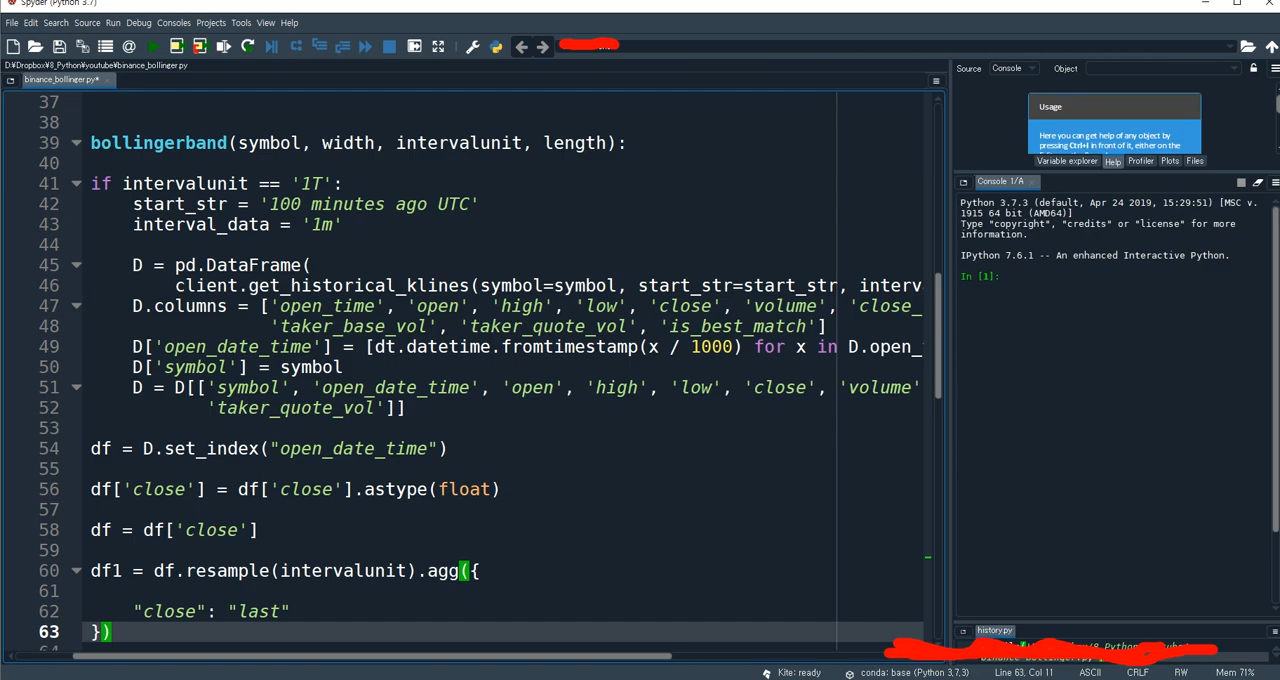 Spyder (Python 3.7)
File Edit Search Source Run Debug Consoles Projects Tools View Help
D:¥Dropbox¥8_Python¥youtube¥binance_bollinger.py
binance_bollinger.py*
37
38
39 bollingerband(symbol, width, intervalunit, length):
40
41 if intervalunit == '1T':
42 start_str = '100 minutes ago UTC'
43 interval_data = '1m'
44
45 D = pd.DataFrame(
46 client.get_historical_klines(symbol=symbol, start_str=start_str, interv
47 D.columns = ['open_time', 'open', 'high', 'low', 'close', 'volume', 'close_
48 'taker_base_vol', 'taker_quote_vol', 'is_best_match']
49 D['open_date_time'] = [dt.datetime.fromtimestamp(x / 1000) for x in D.open_
50 D['symbol'] = symbol
51 D = D[['symbol', 'open_date_time', 'open', 'high', 'low', 'close', 'volume'
52 'taker_quote_vol']]
53
54 df = D.set_index("open_date_time")
55
56 df['close'] = df['close'].astype(float)
57
58 df = df['close']
59
60 df1 = df.resample(intervalunit).agg({
61
62 "close": "last"
63 })
Source Console Object
Usage
Here you can get help of any object by
pressing Ctrl+I in front of it, either on the
Variable explorer Help Profiler Plots Files
Console 1/A
Python 3.7.3 (default, Apr 24 2019, 15:29:51) [MSC v.
1915 64 bit (AMD64)]
Type "copyright", "credits" or "license" for more
information.
IPython 7.6.1 -- An enhanced Interactive Python.
In [1]:
history.py
Kite: ready conda: base (Python 3.7.3) Line 63, Col 11 ASCII CRLF RW Mem 71%